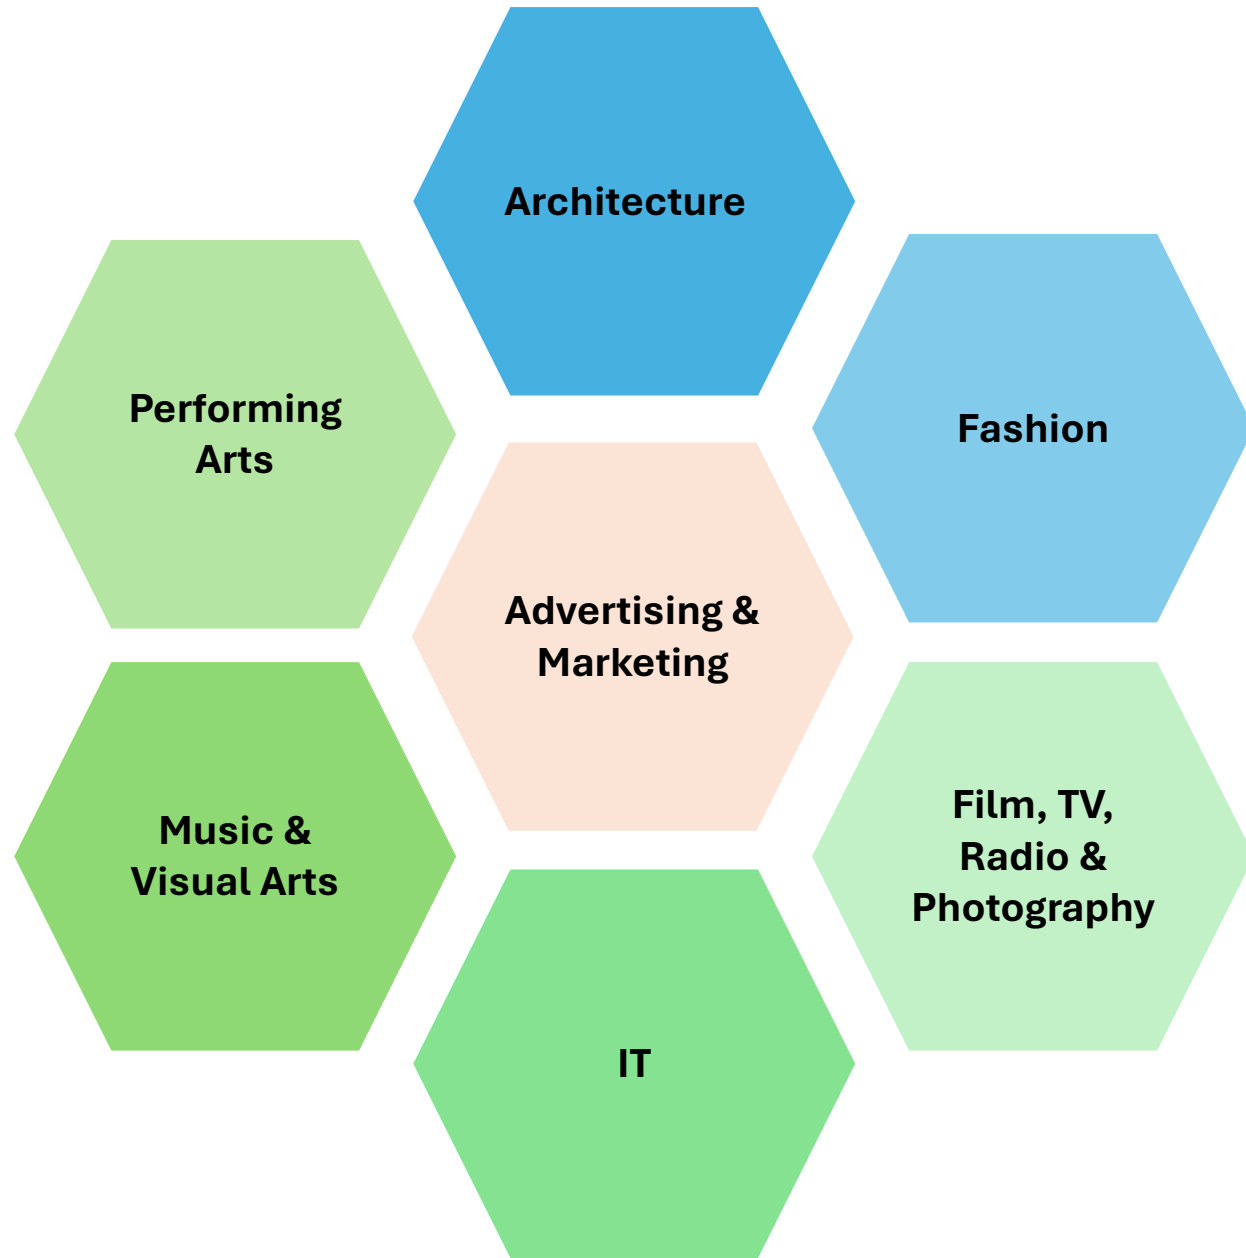 Architecture
Performing
Arts
Fashion
Advertising &
Marketing
Music &
Visual Arts
Film, TV,
Radio &
Photography
IT